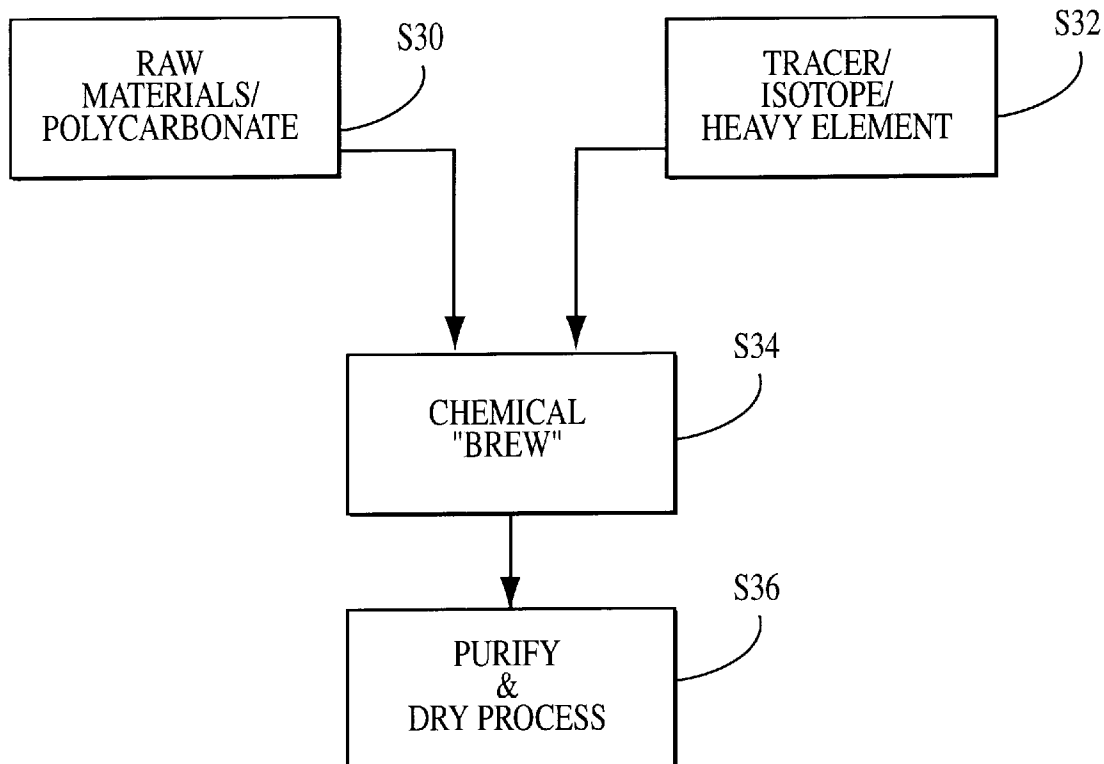 S30
RAW
MATERIALS/
POLYCARBONATE
S32
TRACER/
ISOTOPE/
HEAVY ELEMENT
S34
CHEMICAL
"BREW"
S36
PURIFY
&
DRY PROCESS